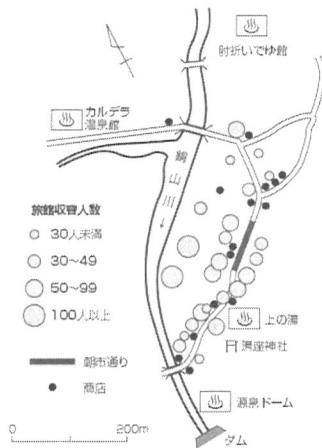 肘折いでゆ館
カルデラ
温泉館
銅山川
旅館収容人数
30人未満
30～49
50～99
100人以上
朝市通り
商店
上の湯
湯座神社
源泉ドーム
ダム
0
200m